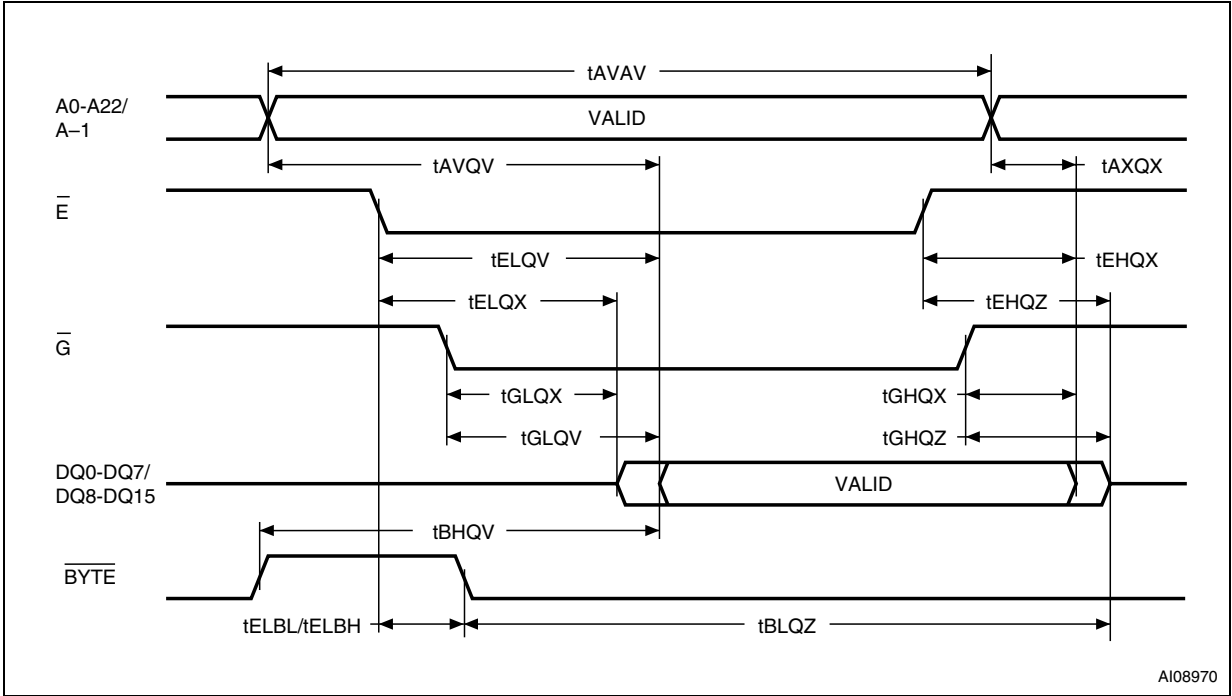 tAVAV
A0-A22/
A–1
VALID
tAVQV
tAXQX
E
tELQV
tEHQX
tELQX
tEHQZ
G
tGLQX
tGHQX
tGLQV
tGHQZ
DQ0-DQ7/
DQ8-DQ15
VALID
tBHQV
BYTE
tELBL/tELBH
tBLQZ
AI08970